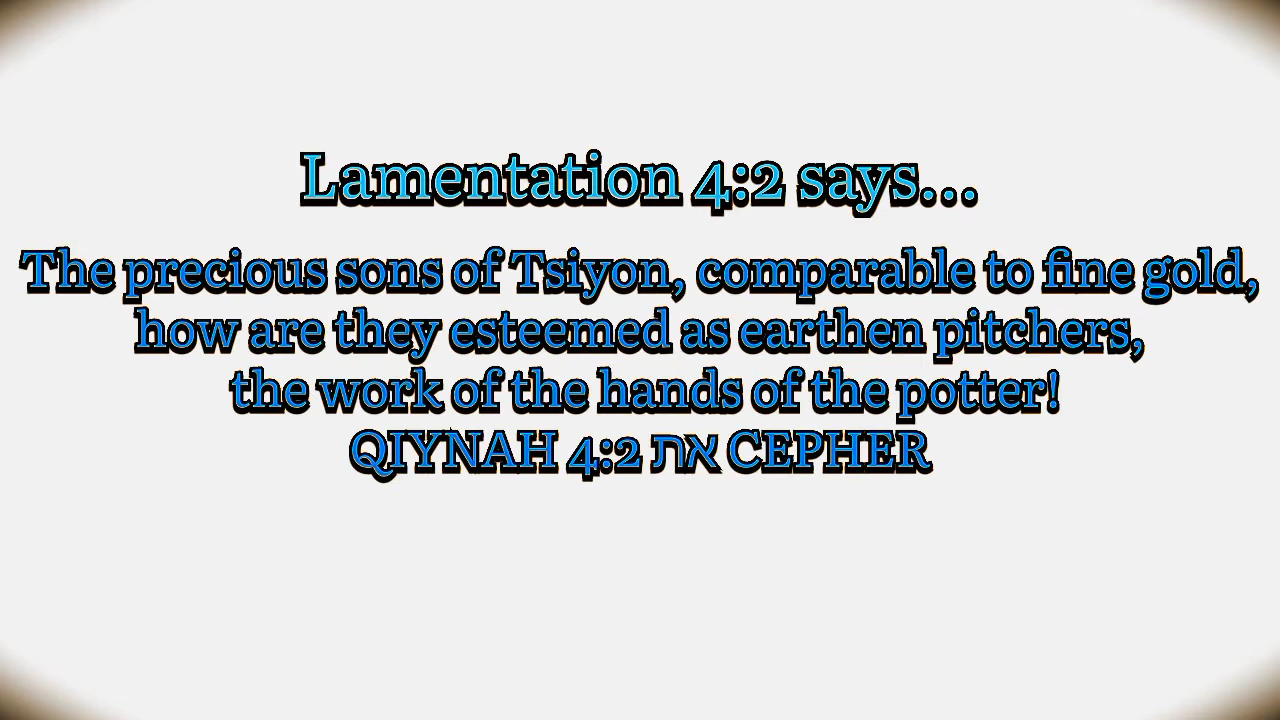 Lamentation 4:2 says...
The precious sons of Tsiyon, comparable to fine gold,
how are they esteemed as earthen pitchers,
the work of the hands of the potter!
QIYNAH 4:2 את CEPHER